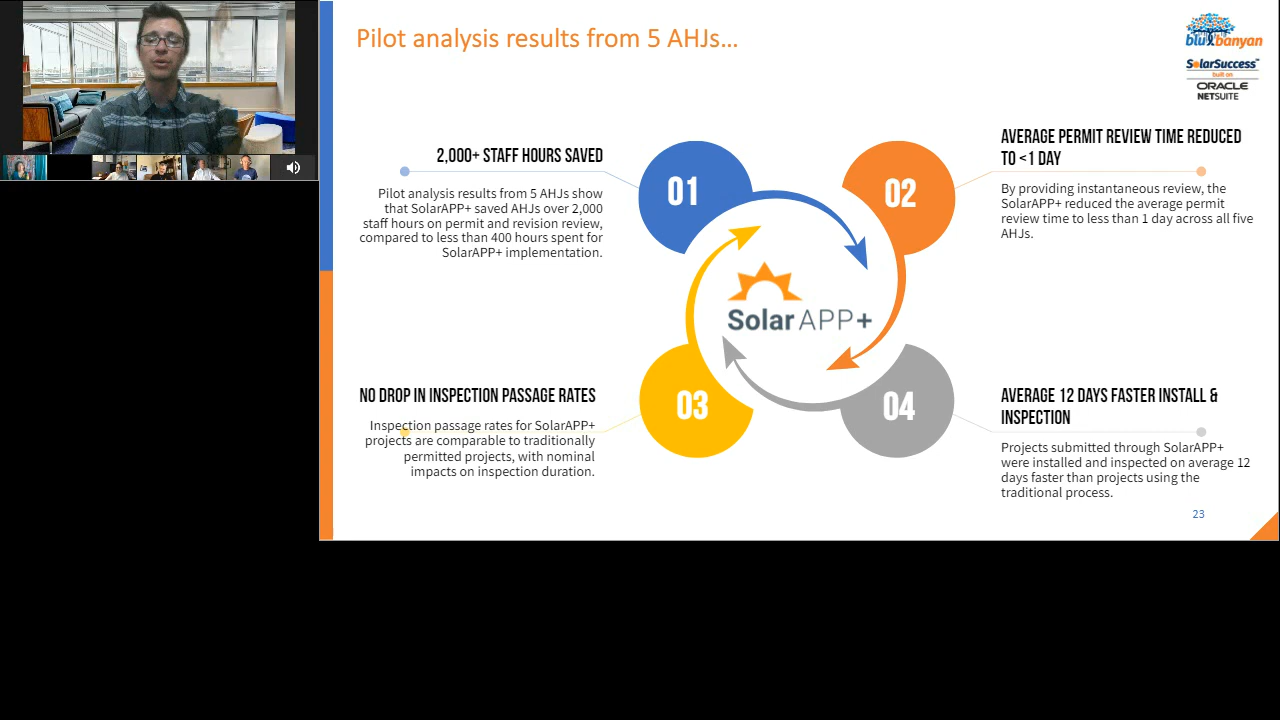 Pilot analysis results from 5 AHJs...
blu banyan
SolarSuccess™
built on
ORACLE
NETSUITE
2,000+ STAFF HOURS SAVED
Pilot analysis results from 5 AHJs show
that SolarAPP+ saved AHJs over 2,000
staff hours on permit and revision review,
compared to less than 400 hours spent for
SolarAPP+ implementation.
01
02
AVERAGE PERMIT REVIEW TIME REDUCED
TO <1 DAY
By providing instantaneous review, the
SolarAPP+ reduced the average permit
review time to less than 1 day across all five
AHJs.
SolarAPP+
NO DROP IN INSPECTION PASSAGE RATES
Inspection passage rates for SolarAPP+
projects are comparable to traditionally
permitted projects, with nominal
impacts on inspection duration.
03
04
AVERAGE 12 DAYS FASTER INSTALL &
INSPECTION
Projects submitted through SolarAPP+
were installed and inspected on average 12
days faster than projects using the
traditional process.
23